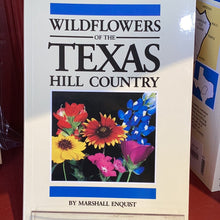 WILDFLOWERS
OF THE
TEXAS
HILL COUNTRY
BY MARSHALL ENQUIST